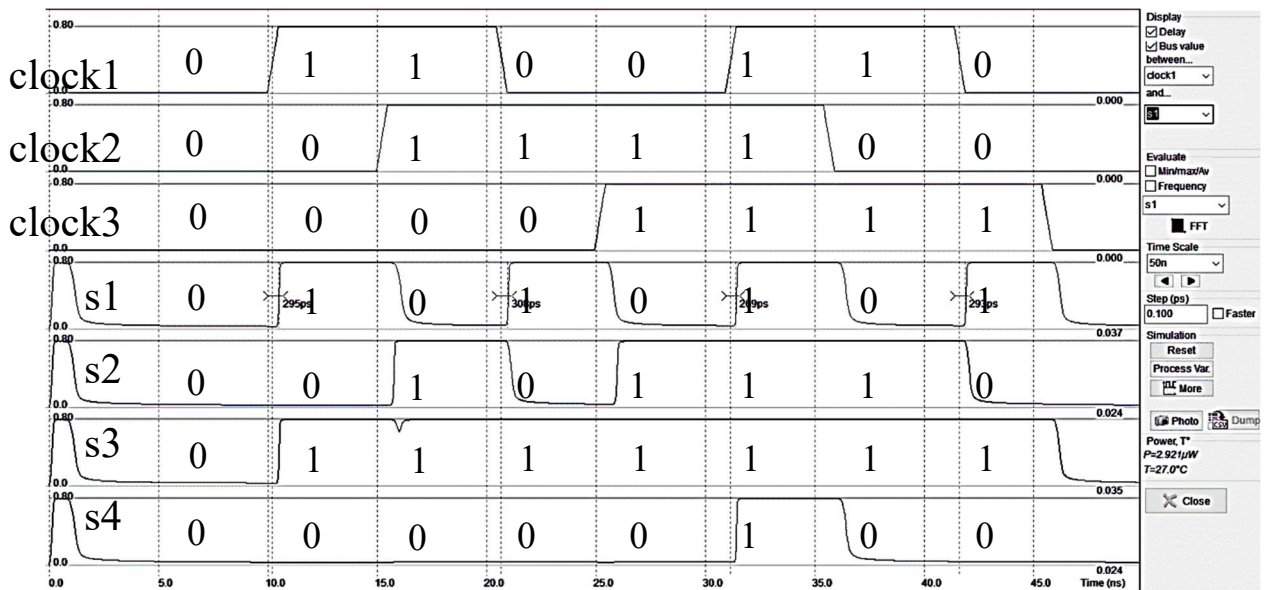 0.80
clock1 0 1 1 0 0 1 1 0
0.0
0.80 0.000
clock2 0 0 1 1 1 1 0 0
0.0
0.80 0.000
clock3 0 0 0 0 1 1 1 1
0.0
0.80 0.000
s1 0 1 0 1 0 1 0 1
295ps 269ps 293ps
0.0 0.037
0.80
s2 0 0 1 0 1 1 1 0
0.0 0.024
0.80
s3 0 1 1 1 1 1 1 1
0.0 0.035
0.80
s4 0 0 0 0 0 1 0 0
0.0 0.024
0.0 5.0 10.0 15.0 20.0 25.0 30.0 35.0 40.0 45.0 Time (ns)
Display
Delay
Bus value
between...
clock1
and...
s1
Evaluate
Min/max/Av
Frequency
s1
FFT
Time Scale
50n
Step (ps)
0.100 Faster
Simulation
Reset
Process Var.
More
Photo Dump
Power, T°
P=2.921µW
T=27.0°C
Close